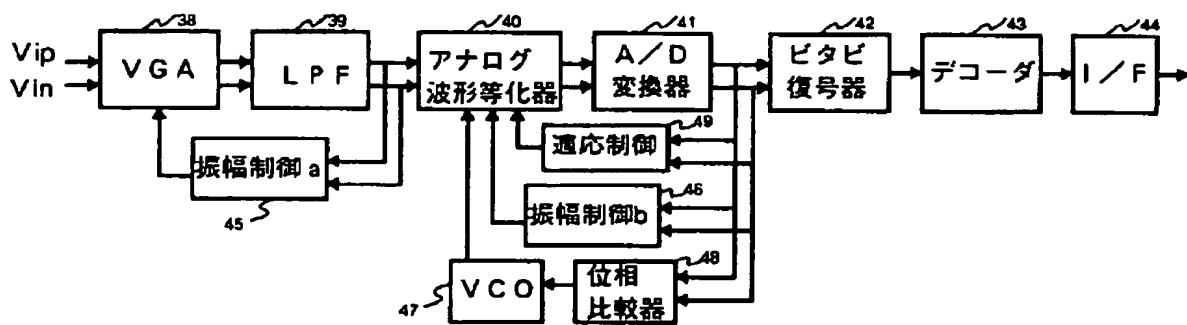 38
39
40
41
42
43
44
Vip
Vin
VGA
LPF
アナログ
波形等化器
A/D
変換器
ビタビ
復号器
デコーダ
I/F
49
適応制御
振幅制御a
45
46
振幅制御b
48
位相
比較器
VCO
47